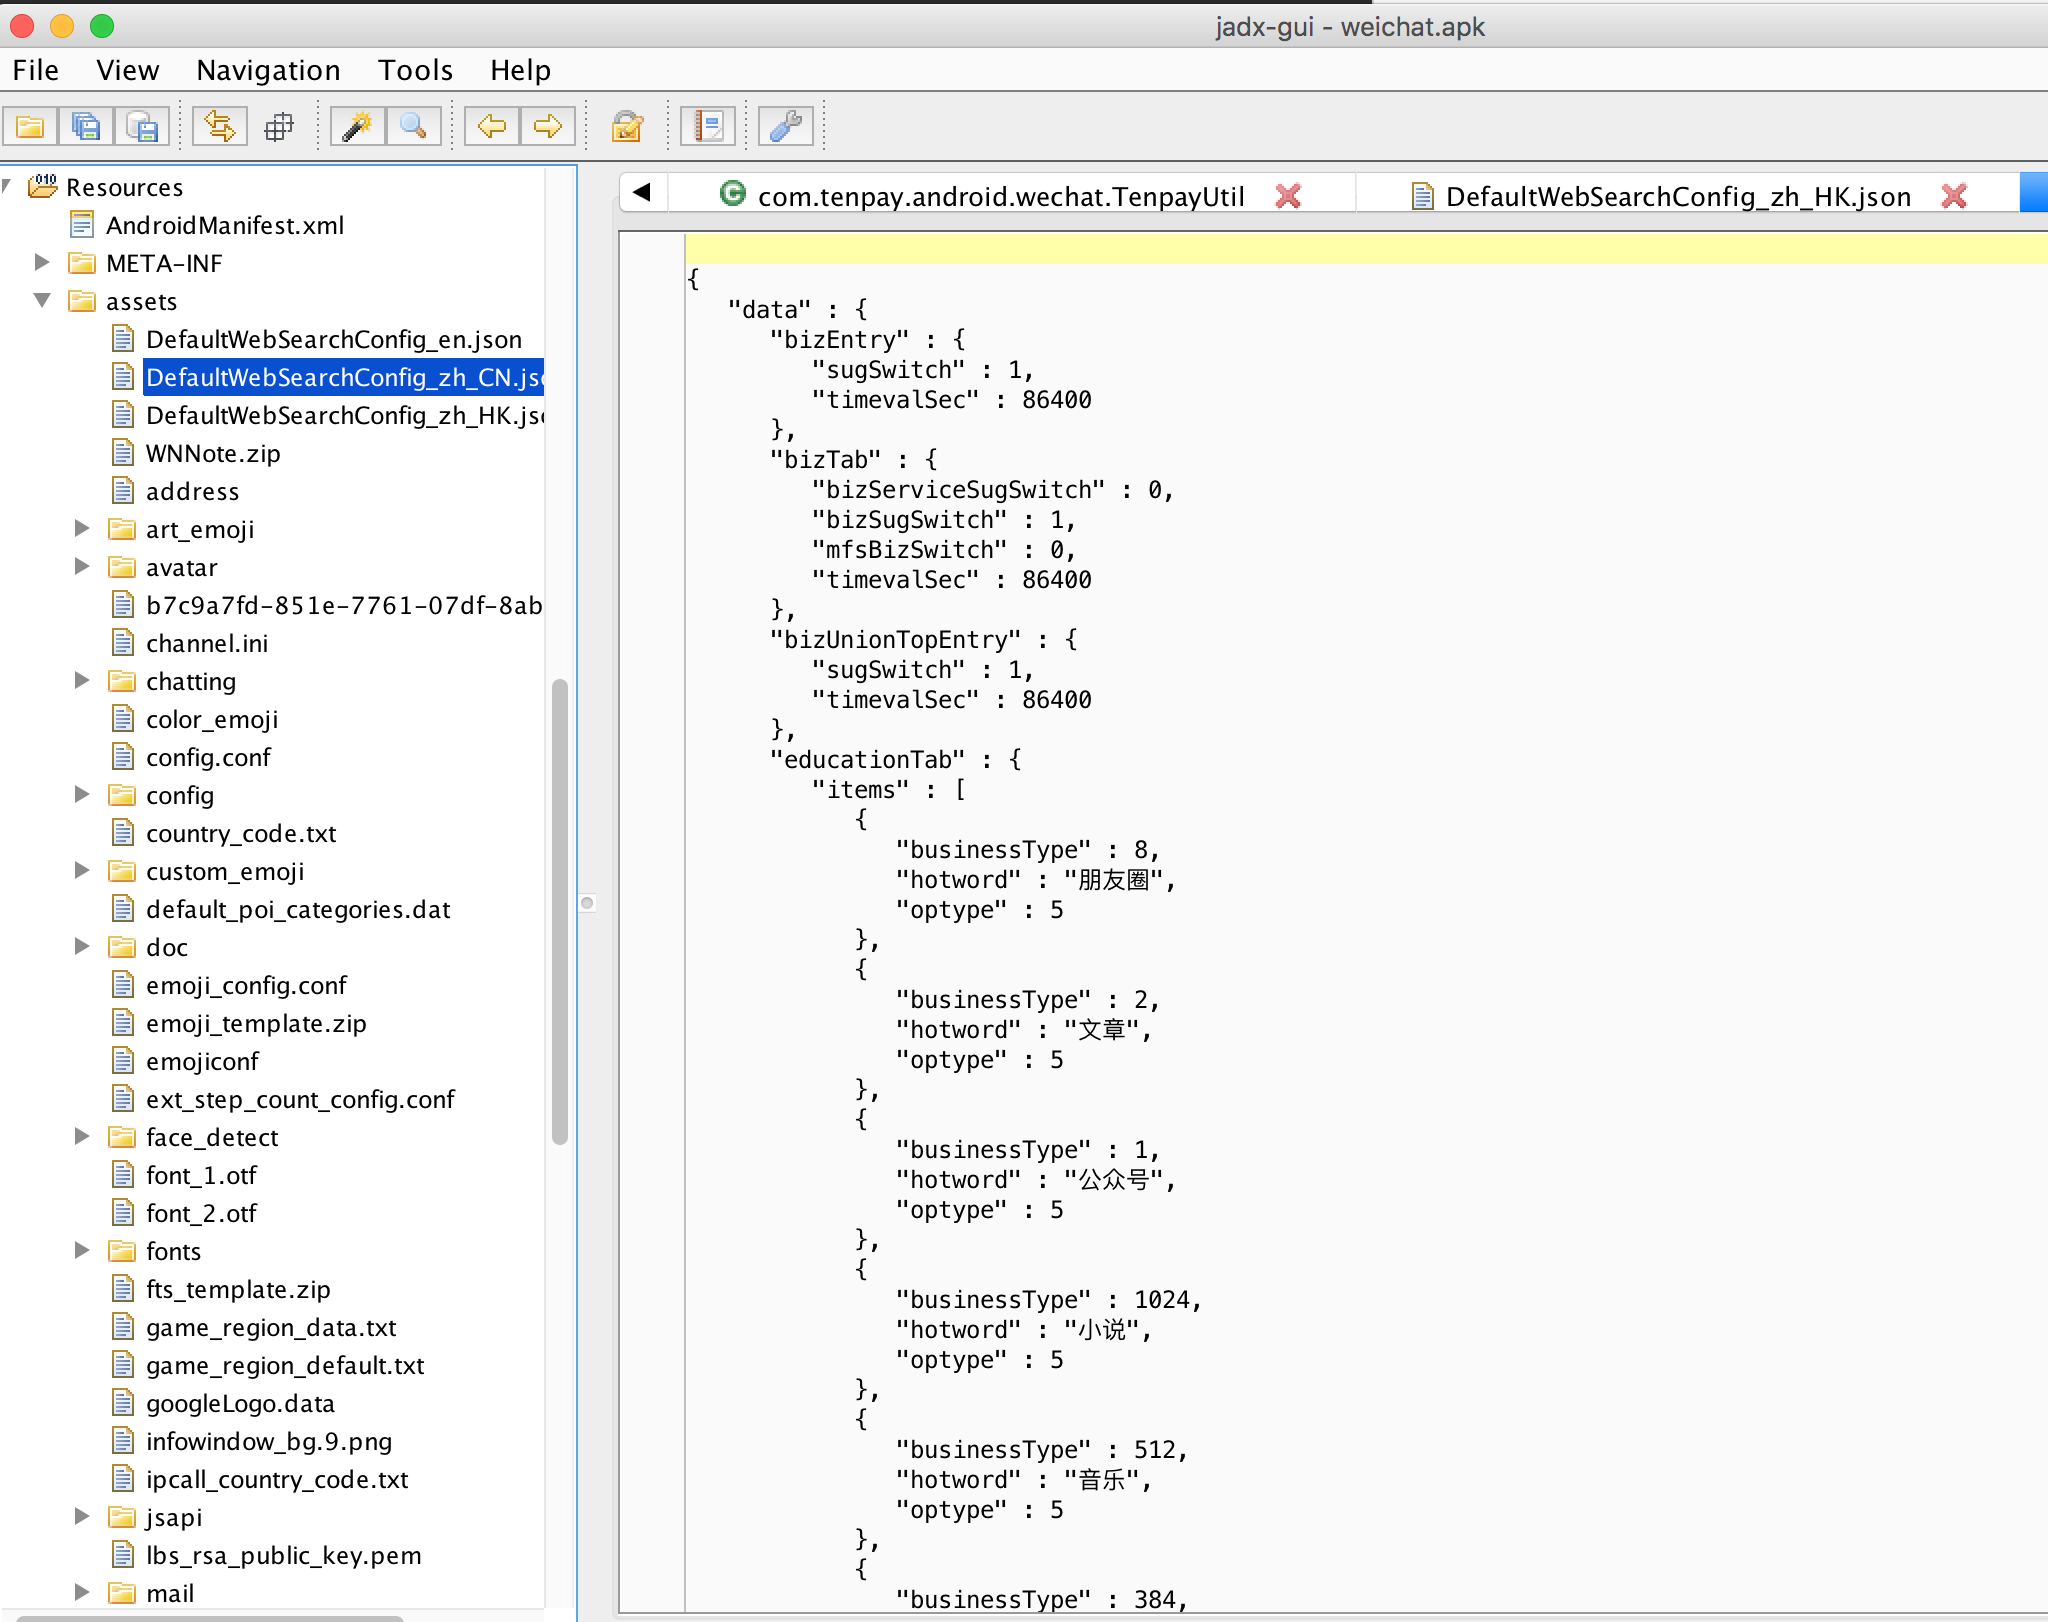 jadx-gui - weichat.apk
File View Navigation Tools Help
Resources
AndroidManifest.xml
META-INF
assets
DefaultWebSearchConfig_en.json
DefaultWebSearchConfig_zh_CN.js
DefaultWebSearchConfig_zh_HK.js
WNNote.zip
address
art_emoji
avatar
b7c9a7fd-851e-7761-07df-8ab
channel.ini
chatting
color_emoji
config.conf
config
country_code.txt
custom_emoji
default_poi_categories.dat
doc
emoji_config.conf
emoji_template.zip
emojiconf
ext_step_count_config.conf
face_detect
font_1.otf
font_2.otf
fonts
fts_template.zip
game_region_data.txt
game_region_default.txt
googleLogo.data
infowindow_bg.9.png
ipcall_country_code.txt
jsapi
lbs_rsa_public_key.pem
mail
com.tenpay.android.wechat.TenpayUtil
DefaultWebSearchConfig_zh_HK.json
{
"data" : {
"bizEntry" : {
"sugSwitch" : 1,
"timevalSec" : 86400
},
"bizTab" : {
"bizServiceSugSwitch" : 0,
"bizSugSwitch" : 1,
"mfsBizSwitch" : 0,
"timevalSec" : 86400
},
"bizUnionTopEntry" : {
"sugSwitch" : 1,
"timevalSec" : 86400
},
"educationTab" : {
"items" : [
{
"businessType" : 8,
"hotword" : "朋友圈",
"optype" : 5
},
{
"businessType" : 2,
"hotword" : "文章",
"optype" : 5
},
{
"businessType" : 1,
"hotword" : "公众号",
"optype" : 5
},
{
"businessType" : 1024,
"hotword" : "小说",
"optype" : 5
},
{
"businessType" : 512,
"hotword" : "音乐",
"optype" : 5
},
{
"businessType" : 384,